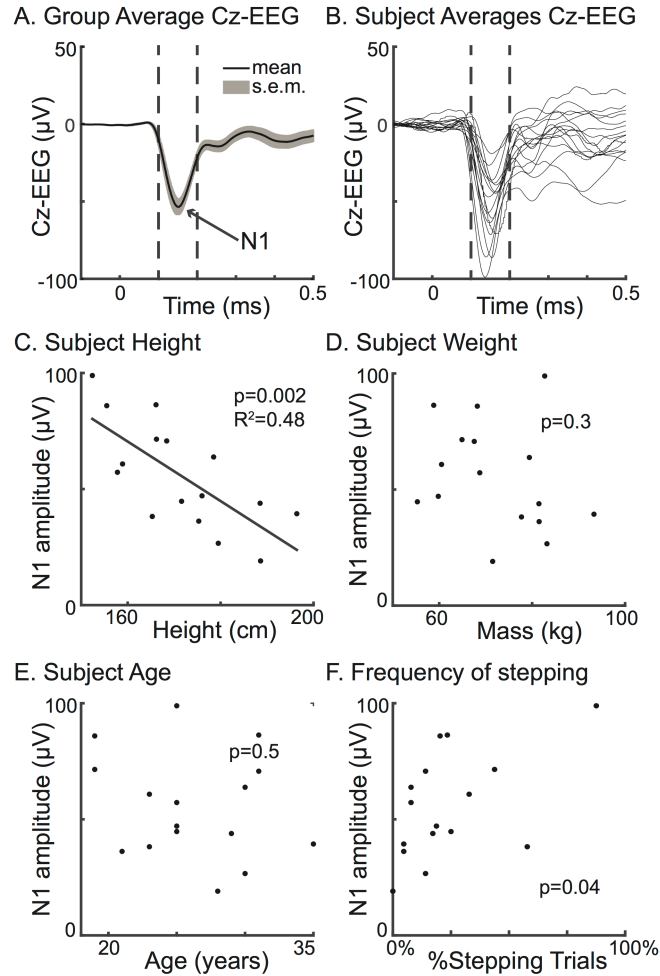 A. Group Average Cz-EEG
50
0
-100
Cz-EEG (µV)
mean
s.e.m.
N1
0
0.5
Time (ms)
B. Subject Averages Cz-EEG
50
0
-100
Cz-EEG (µV)
0
0.5
Time (ms)
C. Subject Height
100
0
N1 amplitude (µV)
p=0.002
R²=0.48
160
200
Height (cm)
D. Subject Weight
100
0
N1 amplitude (µV)
p=0.3
60
100
Mass (kg)
E. Subject Age
100
0
N1 amplitude (µV)
p=0.5
20
35
Age (years)
F. Frequency of stepping
100
0
N1 amplitude (µV)
p=0.04
0%
100%
%Stepping Trials